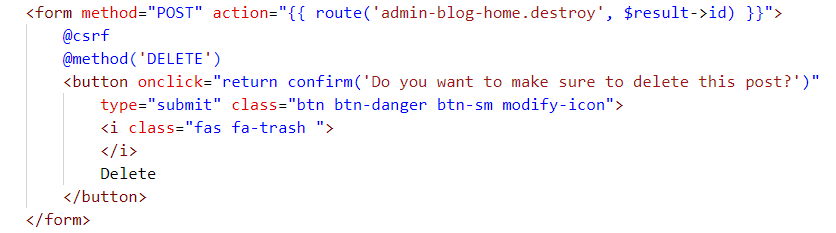 <form method="POST" action="{{ route('admin-blog-home.destroy', $result->id) }}">
@csrf
@method('DELETE')
<button onclick="return confirm('Do you want to make sure to delete this post?')"
type="submit" class="btn btn-danger btn-sm modify-icon">
<i class="fas fa-trash ">
</i>
Delete
</button>
</form>